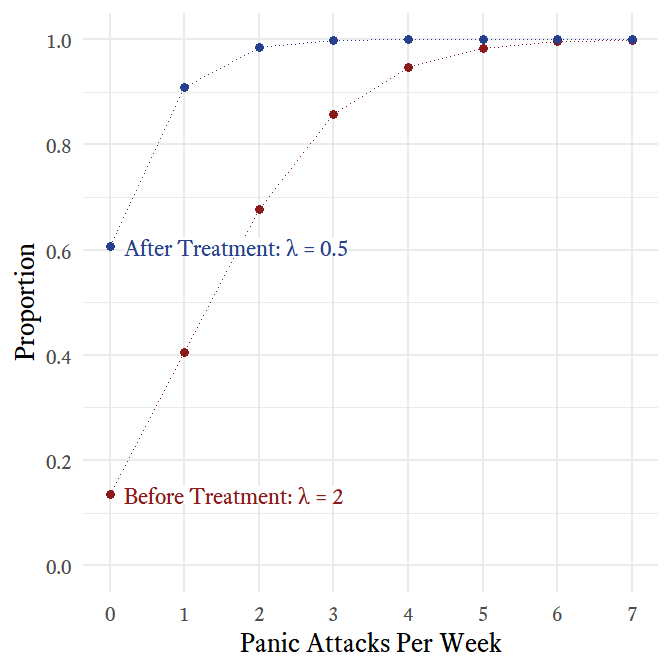 1.0
0.8
0.6
0.4
0.2
0.0
Proportion
After Treatment: λ = 0.5
Before Treatment: λ = 2
0 1 2 3 4 5 6 7
Panic Attacks Per Week